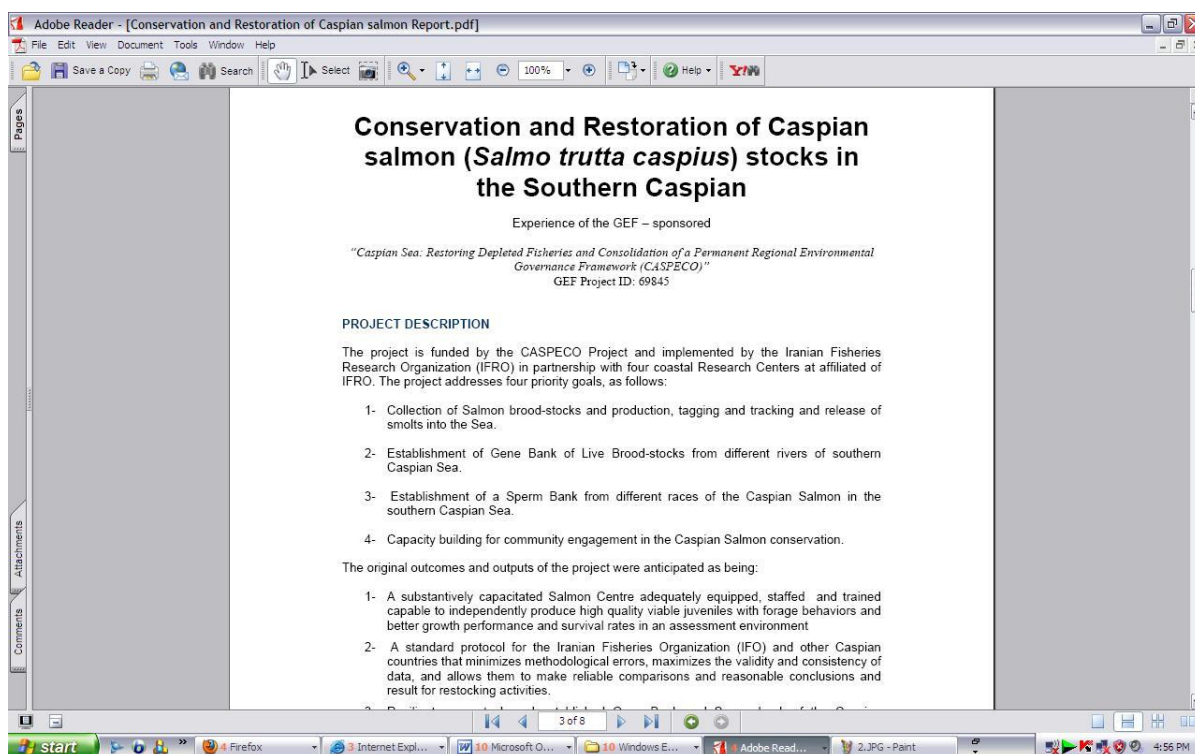 Adobe Reader - [Conservation and Restoration of Caspian salmon Report.pdf]
File Edit View Document Tools Window Help
Save a Copy Search Select 100% Help Y!
Pages
Conservation and Restoration of Caspian
salmon (Salmo trutta caspius) stocks in
the Southern Caspian
Experience of the GEF – sponsored
"Caspian Sea: Restoring Depleted Fisheries and Consolidation of a Permanent Regional Environmental
Governance Framework (CASPECO)"
GEF Project ID: 69845
PROJECT DESCRIPTION
The project is funded by the CASPECO Project and implemented by the Iranian Fisheries
Research Organization (IFRO) in partnership with four coastal Research Centers at affiliated of
IFRO. The project addresses four priority goals, as follows:
1- Collection of Salmon brood-stocks and production, tagging and tracking and release of
smolts into the Sea.
2- Establishment of Gene Bank of Live Brood-stocks from different rivers of southern
Caspian Sea.
3- Establishment of a Sperm Bank from different races of the Caspian Salmon in the
southern Caspian Sea.
4- Capacity building for community engagement in the Caspian Salmon conservation.
The original outcomes and outputs of the project were anticipated as being:
1- A substantively capacitated Salmon Centre adequately equipped, staffed and trained
capable to independently produce high quality viable juveniles with forage behaviors and
better growth performance and survival rates in an assessment environment
2- A standard protocol for the Iranian Fisheries Organization (IFO) and other Caspian
countries that minimizes methodological errors, maximizes the validity and consistency of
data, and allows them to make reliable comparisons and reasonable conclusions and
result for restocking activities.
Attachments
Comments
3 of 8
start 4 Firefox 3 Internet Expl... 10 Microsoft O... 10 Windows E... 4 Adobe Read... 2.JPG - Paint 4:56 PM